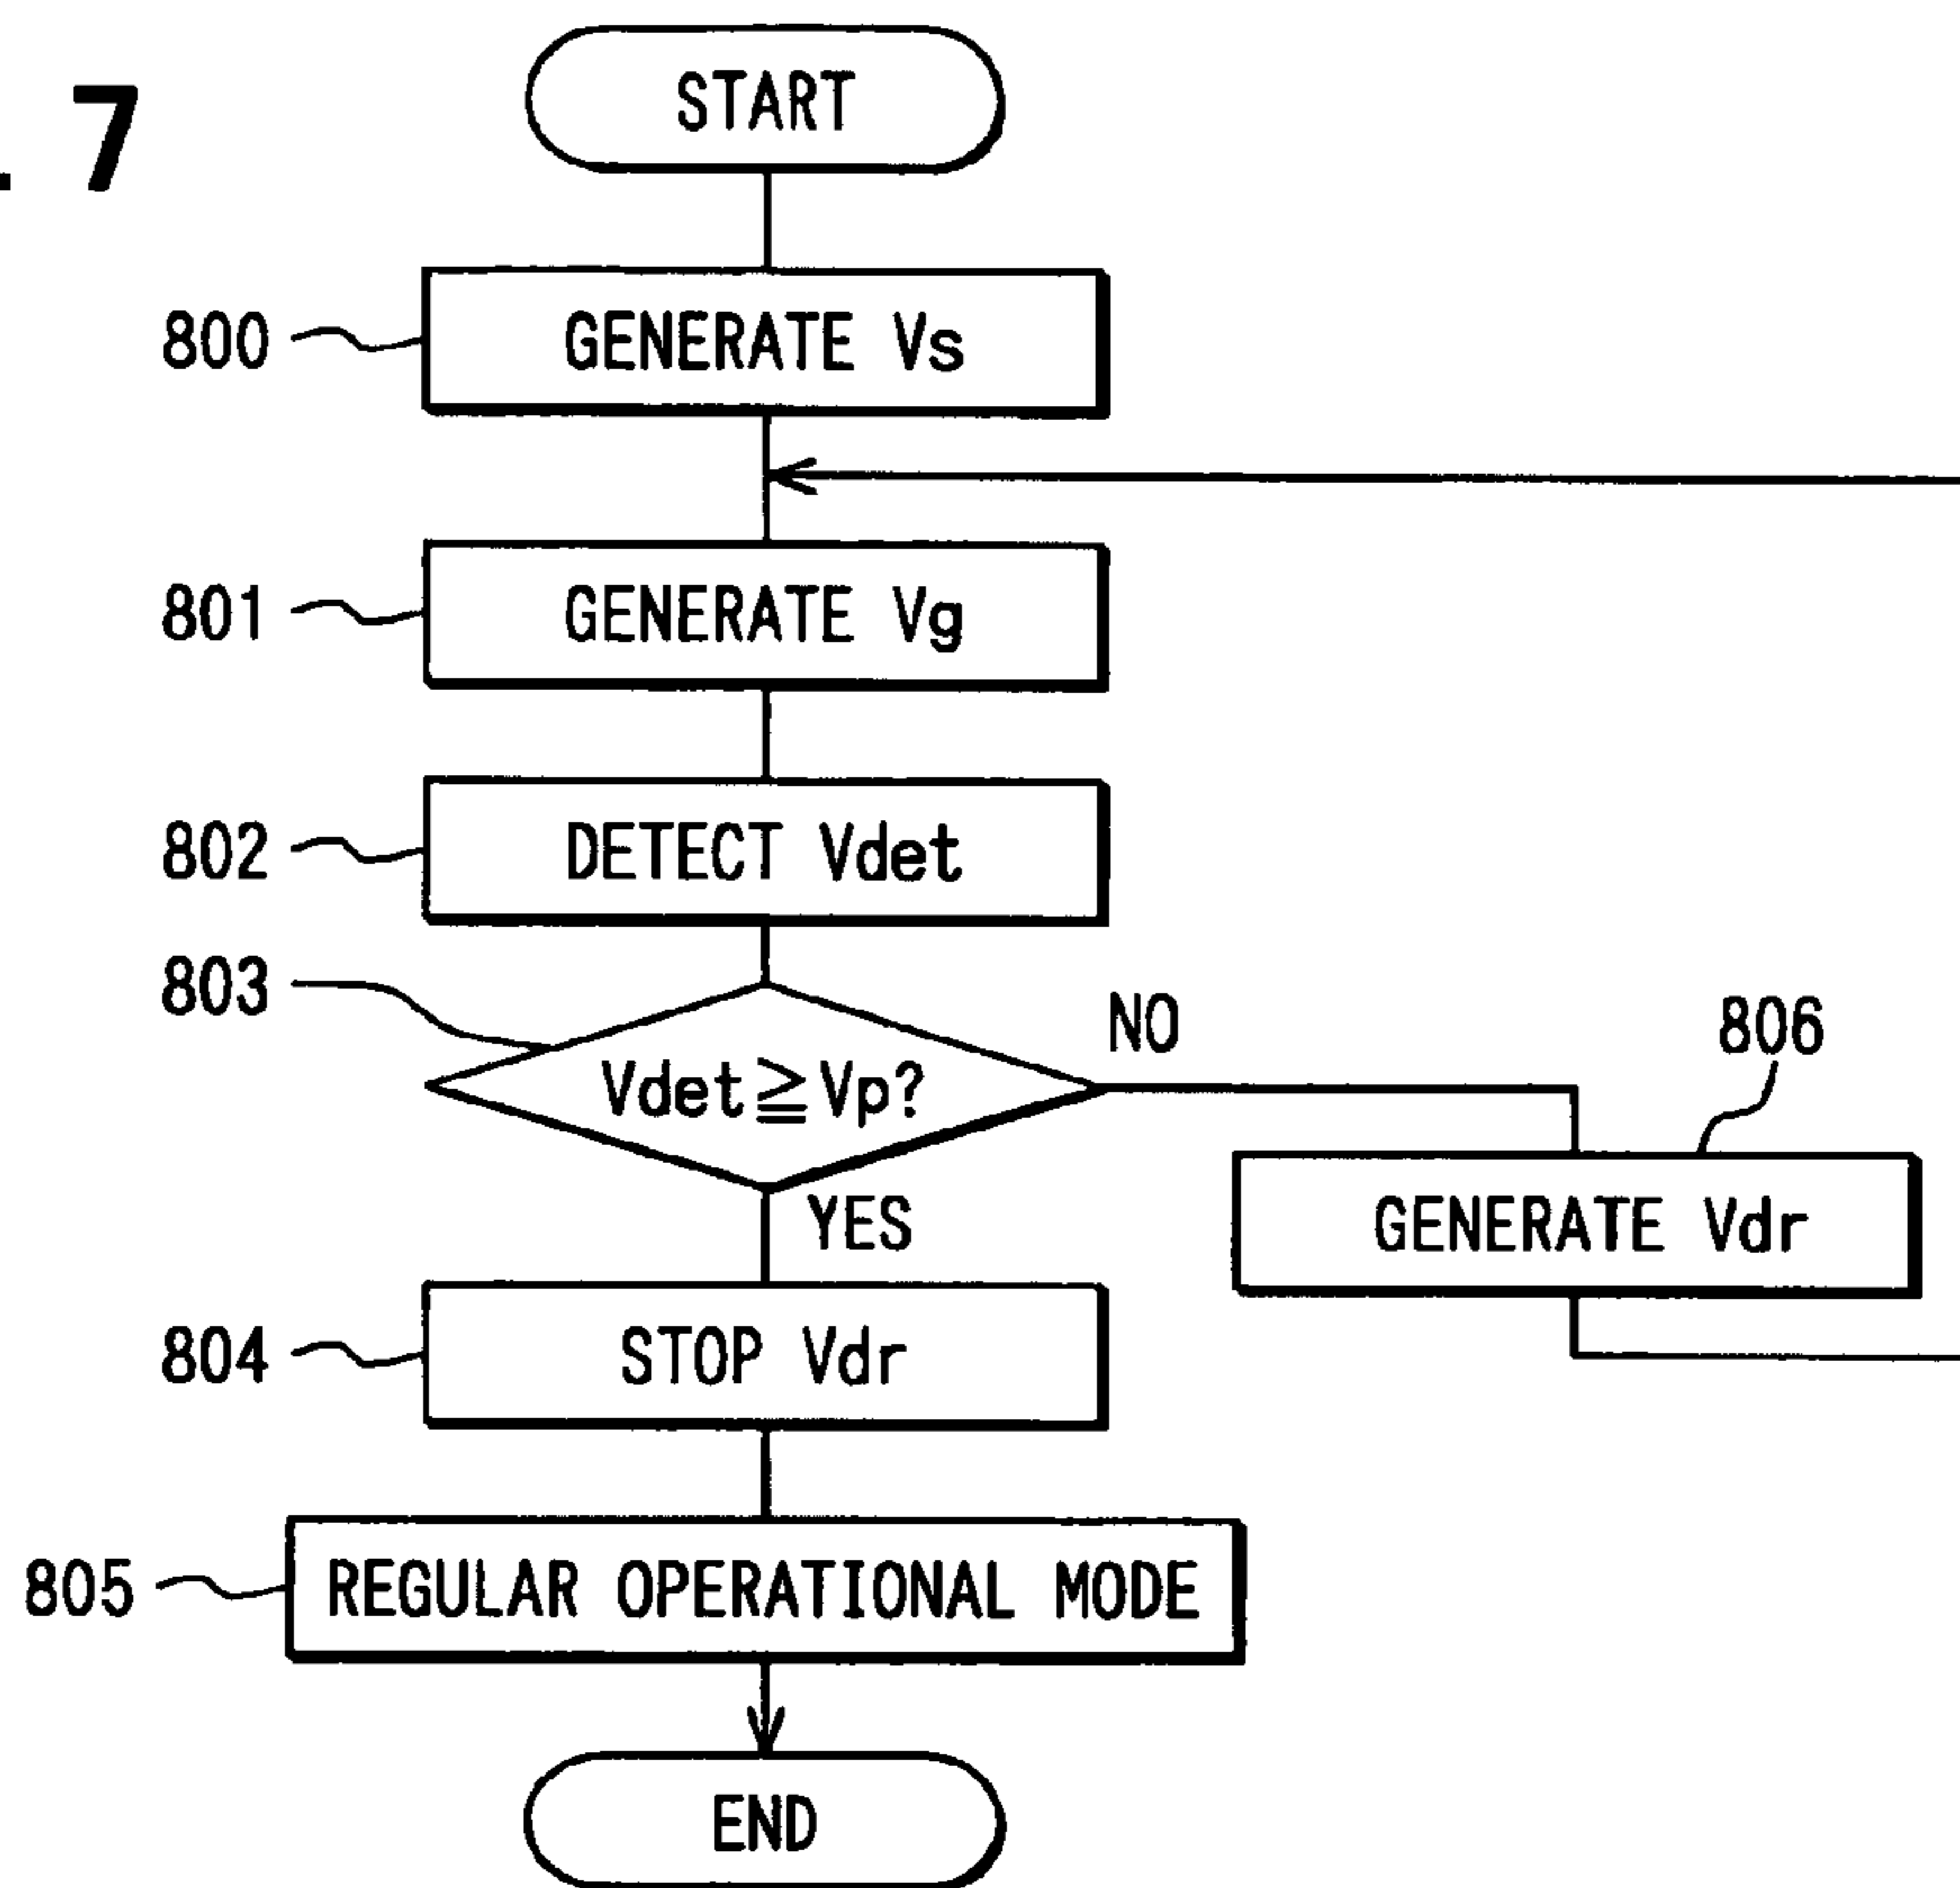 . 7
START
800
GENERATE Vs
801
GENERATE Vg
802
DETECT Vdet
803
Vdet≧Vp?
NO
806
YES
GENERATE Vdr
804
STOP Vdr
805
REGULAR OPERATIONAL MODE
END